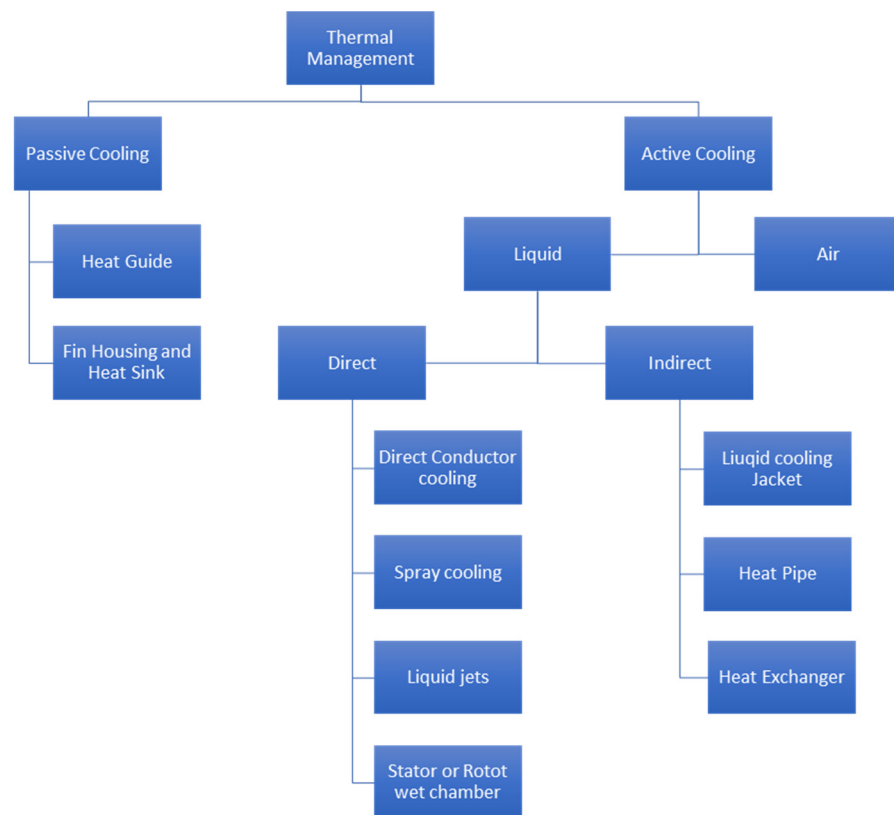 Thermal
Management
Passive Cooling
Active Cooling
Heat Guide
Liquid
Air
Fin Housing and
Heat Sink
Direct
Indirect
Direct Conductor
cooling
Liuqid cooling
Jacket
Spray cooling
Heat Pipe
Liquid jets
Heat Exchanger
Stator or Rotot
wet chamber